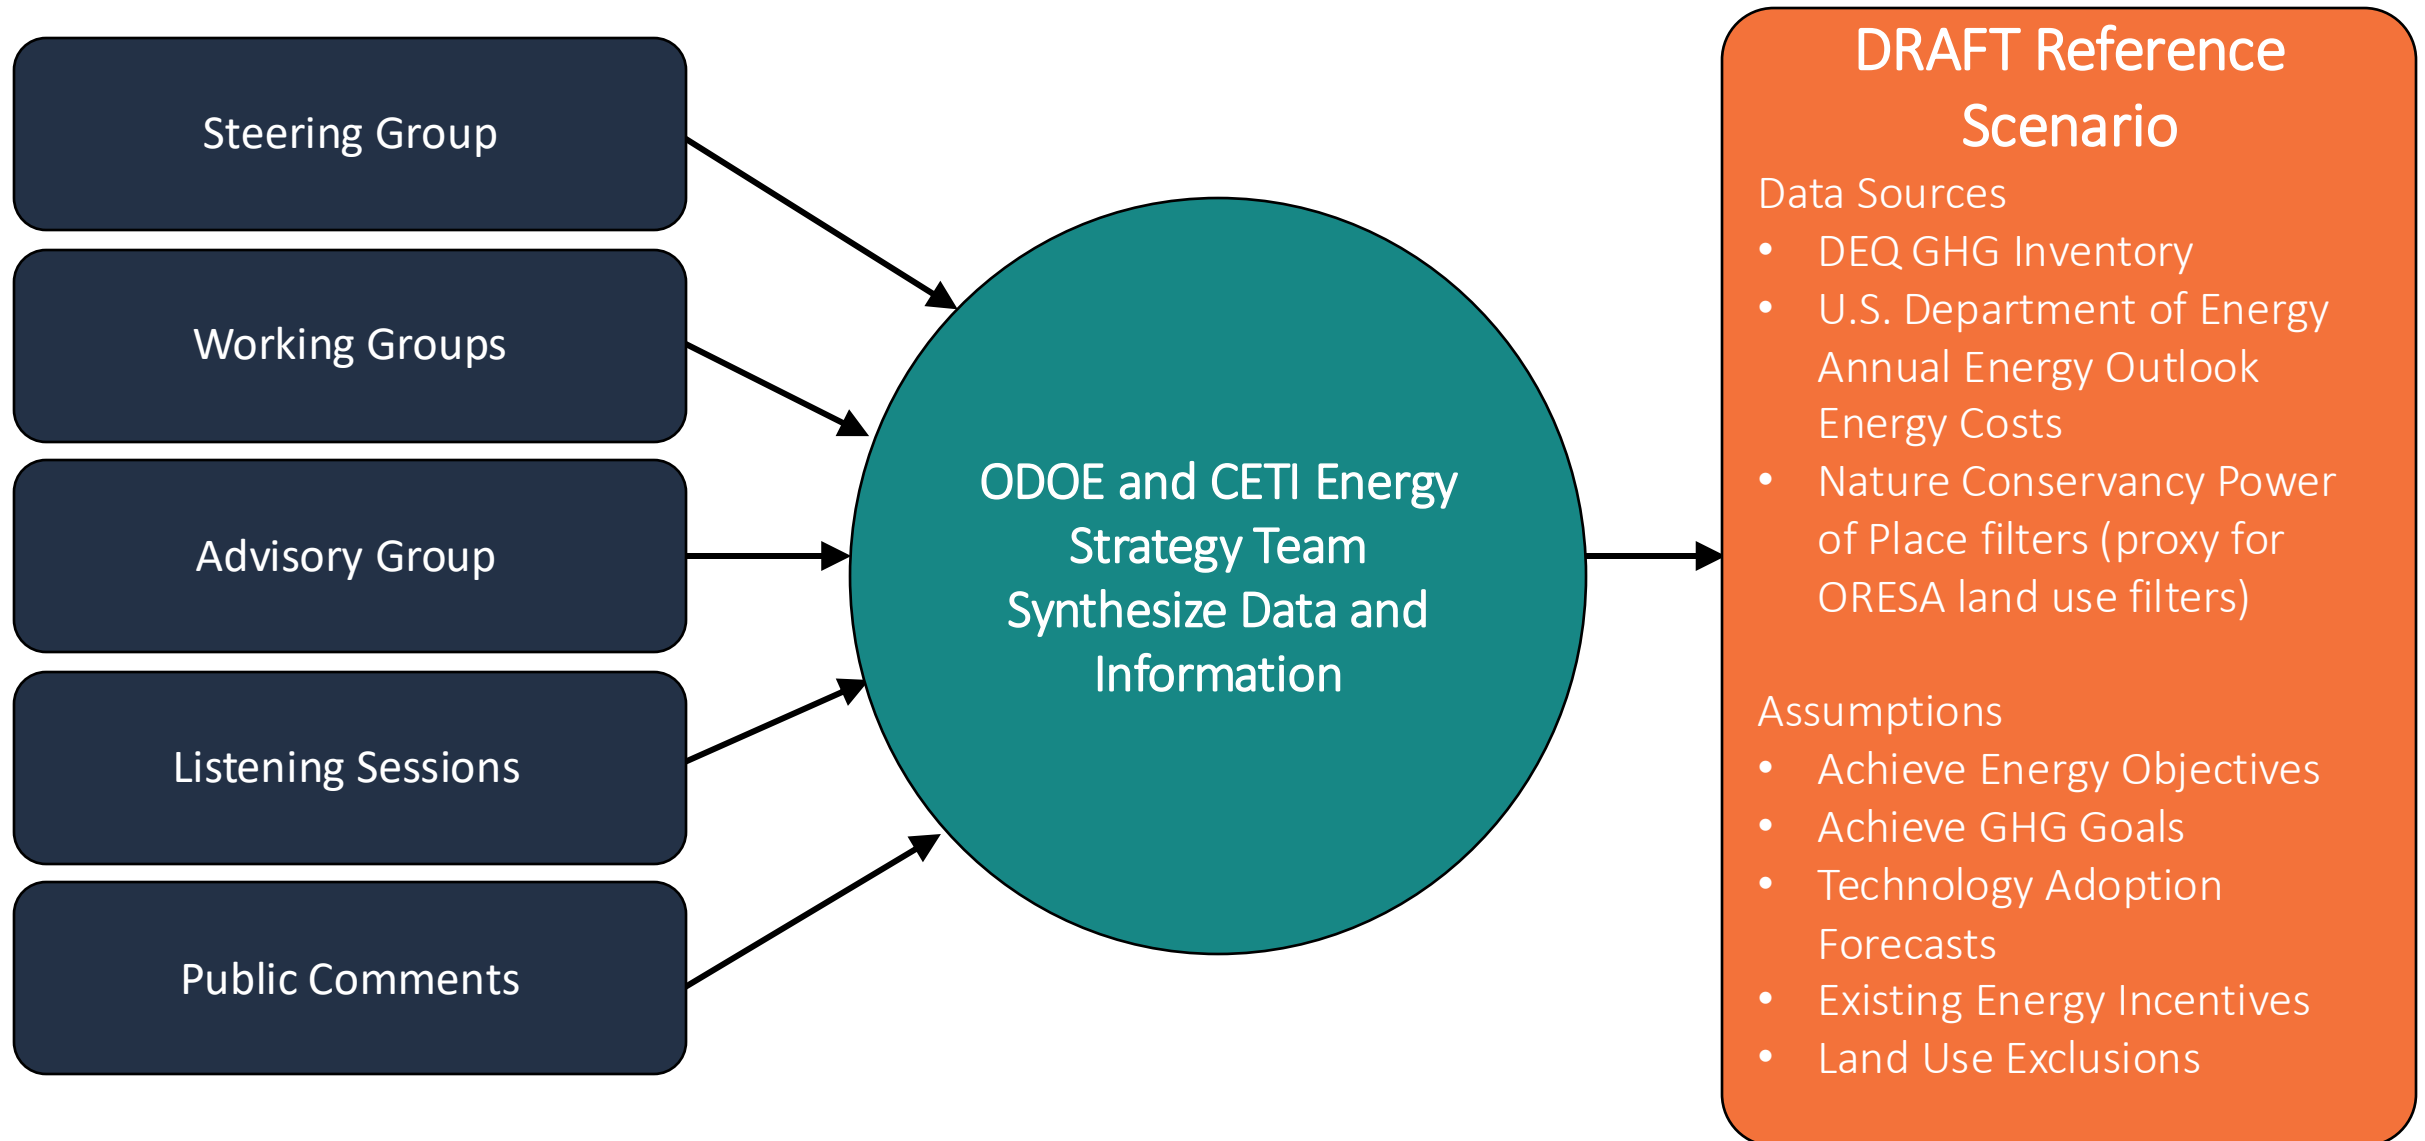 Steering Group
Working Groups
Advisory Group
Listening Sessions
Public Comments
ODOE and CETI Energy
Strategy Team
Synthesize Data and
Information
DRAFT Reference
Scenario
Data Sources
• DEQ GHG Inventory
• U.S. Department of Energy
Annual Energy Outlook
Energy Costs
• Nature Conservancy Power
of Place filters (proxy for
ORESA land use filters)
Assumptions
• Achieve Energy Objectives
• Achieve GHG Goals
• Technology Adoption
Forecasts
• Existing Energy Incentives
• Land Use Exclusions